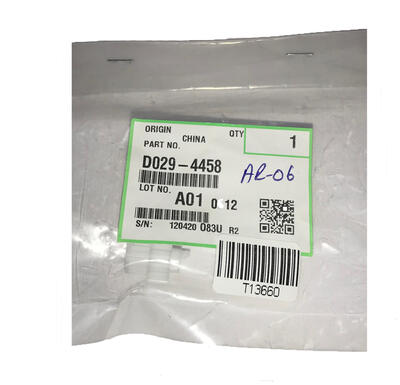 ORIGIN CHINA QTY 1
PART NO.
D029-4458
AR-06
LOT NO.
A01 0 12
S/N: 120420 083U R2
T13660